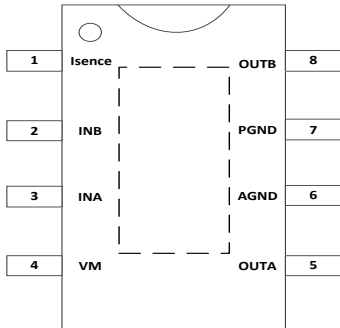 1 Isence OUTB 8
2 INB PGND 7
3 INA AGND 6
4 VM OUTA 5